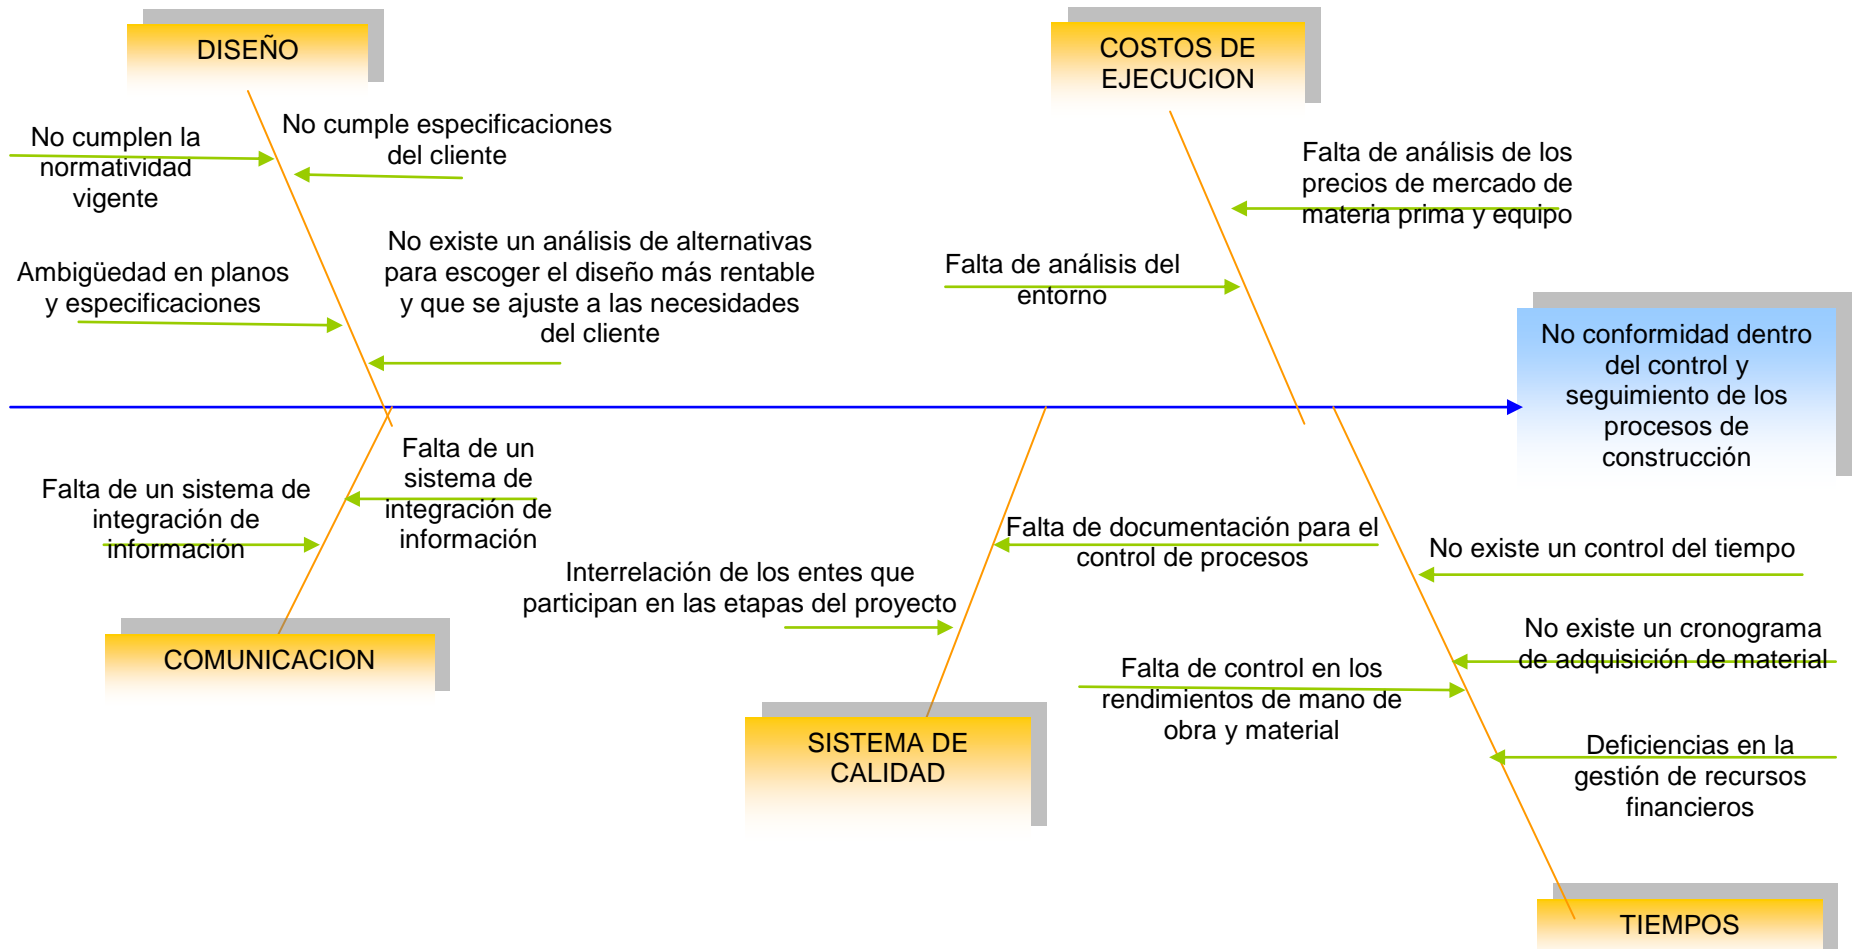 DISEÑO
COSTOS DE
EJECUCION
No cumplen la
normatividad
vigente
No cumple especificaciones
del cliente
Falta de análisis de los
precios de mercado de
materia prima y equipo
Ambigüedad en planos
y especificaciones
No existe un análisis de alternativas
para escoger el diseño más rentable
y que se ajuste a las necesidades
del cliente
Falta de análisis del
entorno
No conformidad dentro
del control y
seguimiento de los
procesos de
construcción
Falta de un sistema de
integración de
información
Falta de un
sistema de
integración de
información
Falta de documentación para el
control de procesos
Interrelación de los entes que
participan en las etapas del proyecto
No existe un control del tiempo
No existe un cronograma
de adquisición de material
Falta de control en los
rendimientos de mano de
obra y material
Deficiencias en la
gestión de recursos
financieros
COMUNICACION
SISTEMA DE
CALIDAD
TIEMPOS